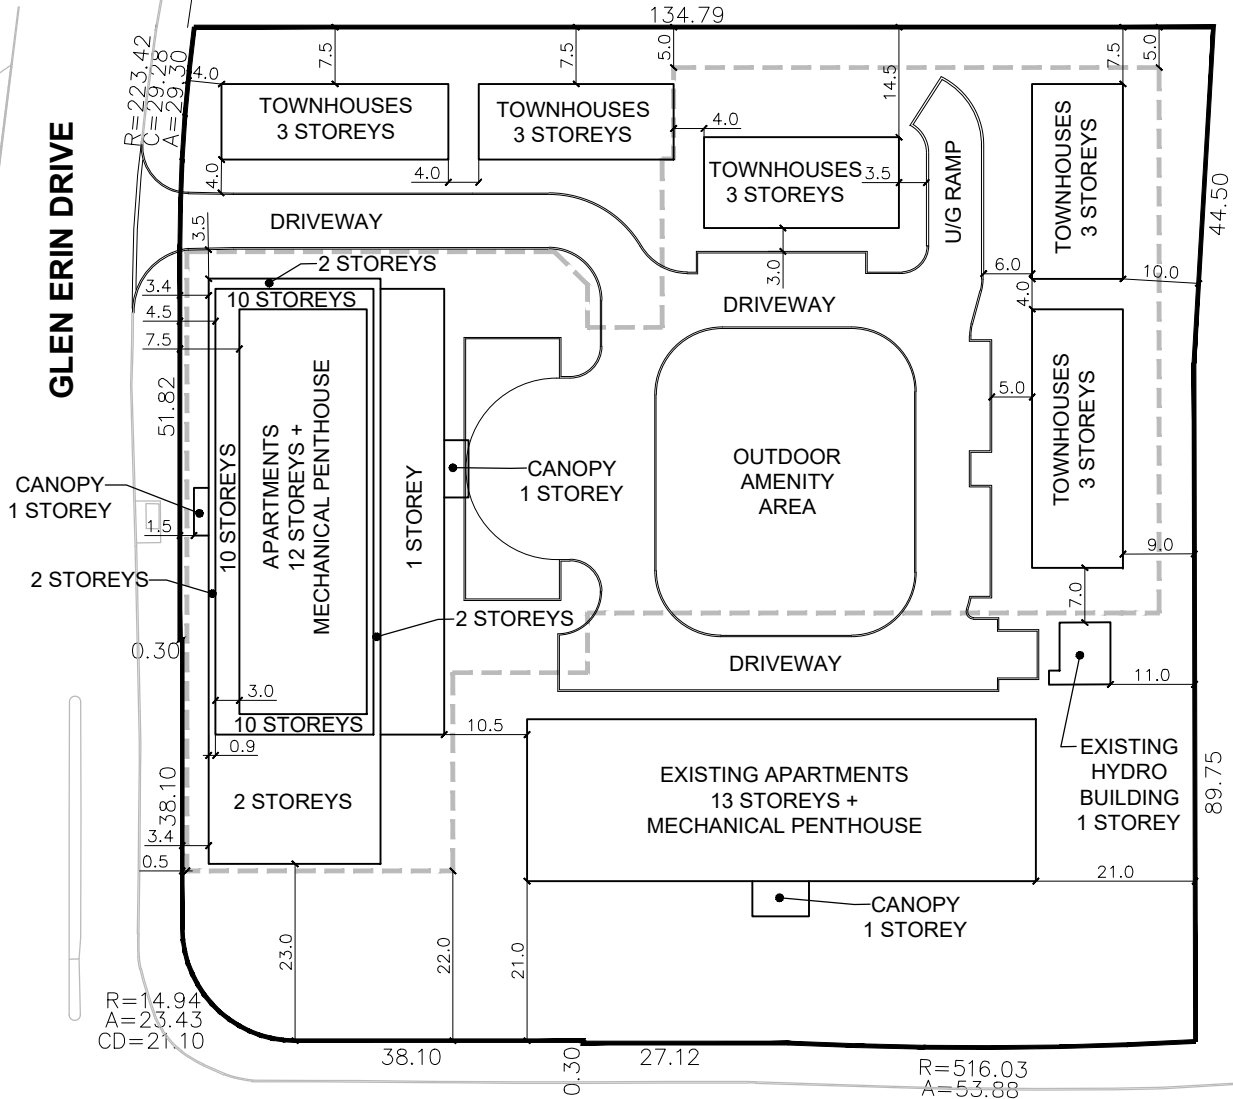 134.79
R=223.42
C=29.28
A=29.30
4.0
7.5
7.5
5.0
14.5
7.5
5.0
TOWNHOUSES
3 STOREYS
TOWNHOUSES
3 STOREYS
4.0
TOWNHOUSES
3 STOREYS
3.5
U/G RAMP
TOWNHOUSES
3 STOREYS
44.50
GLEN ERIN DRIVE
4.0
4.0
DRIVEWAY
3.5
2 STOREYS
3.4
10 STOREYS
4.5
7.5
3.0
DRIVEWAY
6.0
4.0
10.0
51.82
10 STOREYS
APARTMENTS
12 STOREYS +
MECHANICAL PENTHOUSE
1 STOREY
CANOPY
1 STOREY
OUTDOOR
AMENITY
AREA
5.0
TOWNHOUSES
3 STOREYS
CANOPY
1 STOREY
1.5
9.0
2 STOREYS
7.0
2 STOREYS
0.30
DRIVEWAY
11.0
3.0
10 STOREYS
10.5
0.9
EXISTING
HYDRO
BUILDING
1 STOREY
89.75
38.10
2 STOREYS
EXISTING APARTMENTS
13 STOREYS +
MECHANICAL PENTHOUSE
3.4
0.5
21.0
CANOPY
1 STOREY
23.0
22.0
21.0
R=14.94
A=23.43
CD=21.10
38.10
0.30
27.12
R=516.03
A=53.88